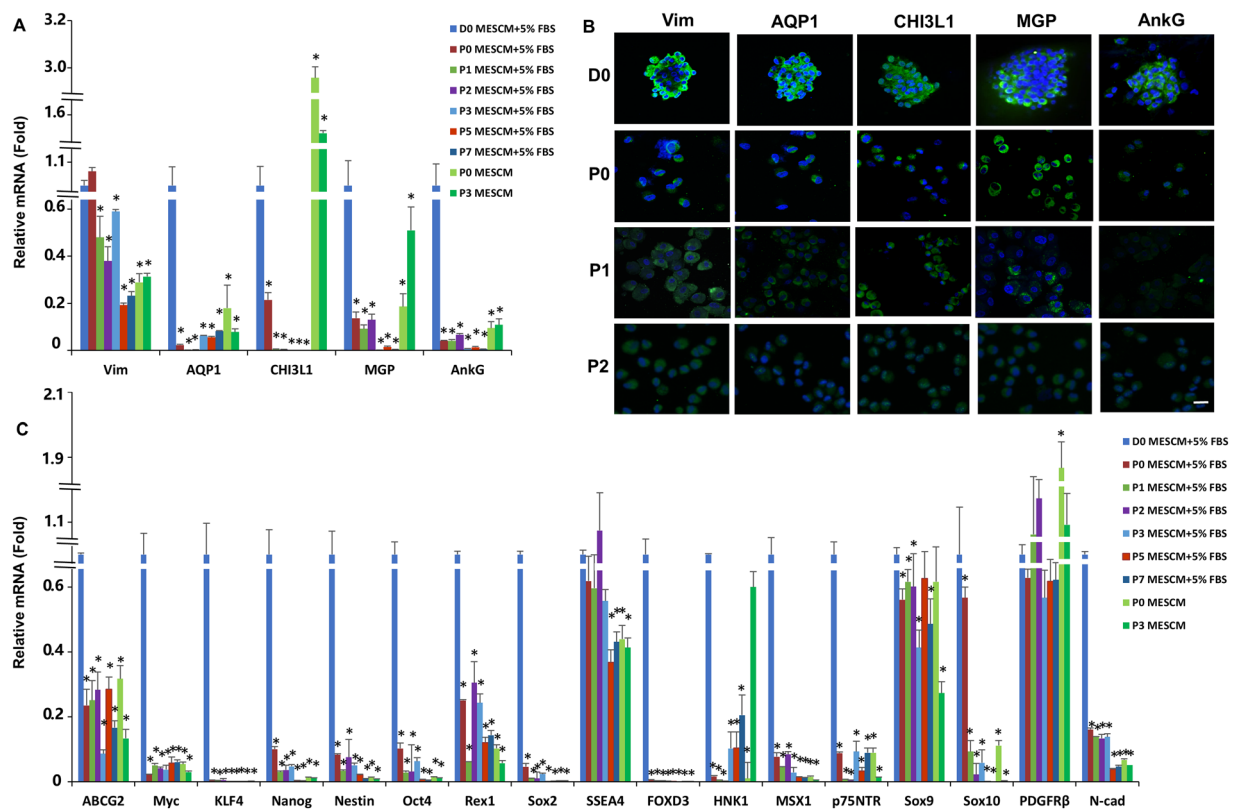 A
Relative mRNA (Fold)
3.2
3.0
1.6
1.1
0.6
0.4
0.2
0
* * * * * * * *
* * * * * * * *
* * * * * * * *
* * * * * * * *
* * * * * * * *
Vim AQP1 CHI3L1 MGP AnkG
D0 MESCM+5% FBS
P0 MESCM+5% FBS
P1 MESCM+5% FBS
P2 MESCM+5% FBS
P3 MESCM+5% FBS
P5 MESCM+5% FBS
P7 MESCM+5% FBS
P0 MESCM
P3 MESCM
B
Vim AQP1 CHI3L1 MGP AnkG
D0
P0
P1
P2
C
Relative mRNA (Fold)
2.1
1.9
1.1
0.6
0.4
0.2
0
ABCG2 Myc KLF4 Nanog Nestin Oct4 Rex1 Sox2 SSEA4 FOXD3 HNK1 MSX1 p75NTR Sox9 Sox10 PDGFRβ N-cad
D0 MESCM+5% FBS
P0 MESCM+5% FBS
P1 MESCM+5% FBS
P2 MESCM+5% FBS
P3 MESCM+5% FBS
P5 MESCM+5% FBS
P7 MESCM+5% FBS
P0 MESCM
P3 MESCM